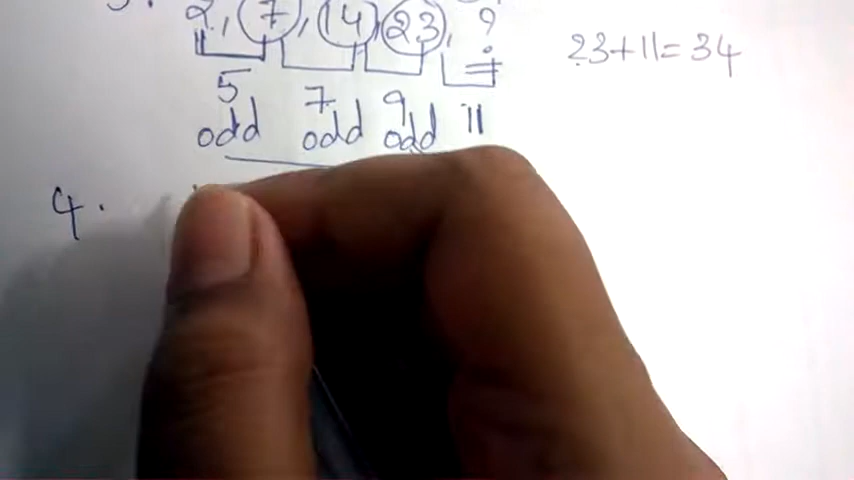 2, 7, 14, 23, ?
23+11=34
5 7 9 11
odd odd odd
4.